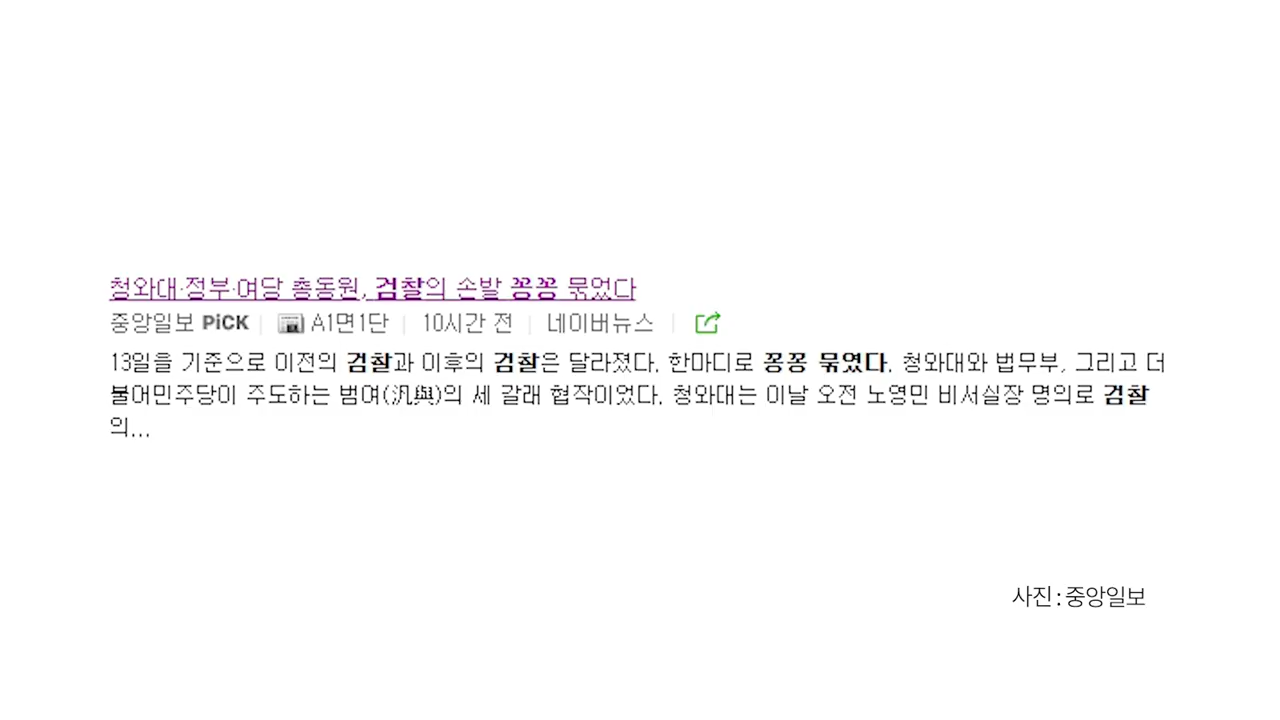 청와대·정부·여당 총동원, 검찰의 손발 꽁꽁 묶었다
중앙일보 PiCK A1면1단 10시간 전 네이버뉴스
13일을 기준으로 이전의 검찰과 이후의 검찰은 달라졌다. 한마디로 꽁꽁 묶였다. 청와대와 법무부, 그리고 더
불어민주당이 주도하는 범여(汎與)의 세 갈래 협작이었다. 청와대는 이날 오전 노영민 비서실장 명의로 검찰
의...
사진 : 중앙일보